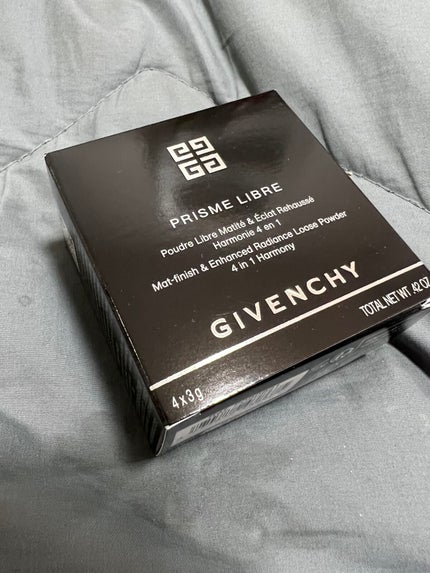 PRISME LIBRE
Poudre Libre Matité & Éclat Rehaussé
Harmonie 4 en 1
Mat-finish & Enhanced Radiance Loose Powder
4 in 1 Harmony
GIVENCHY
4x3g
TOTAL NET WT .42 OZ.